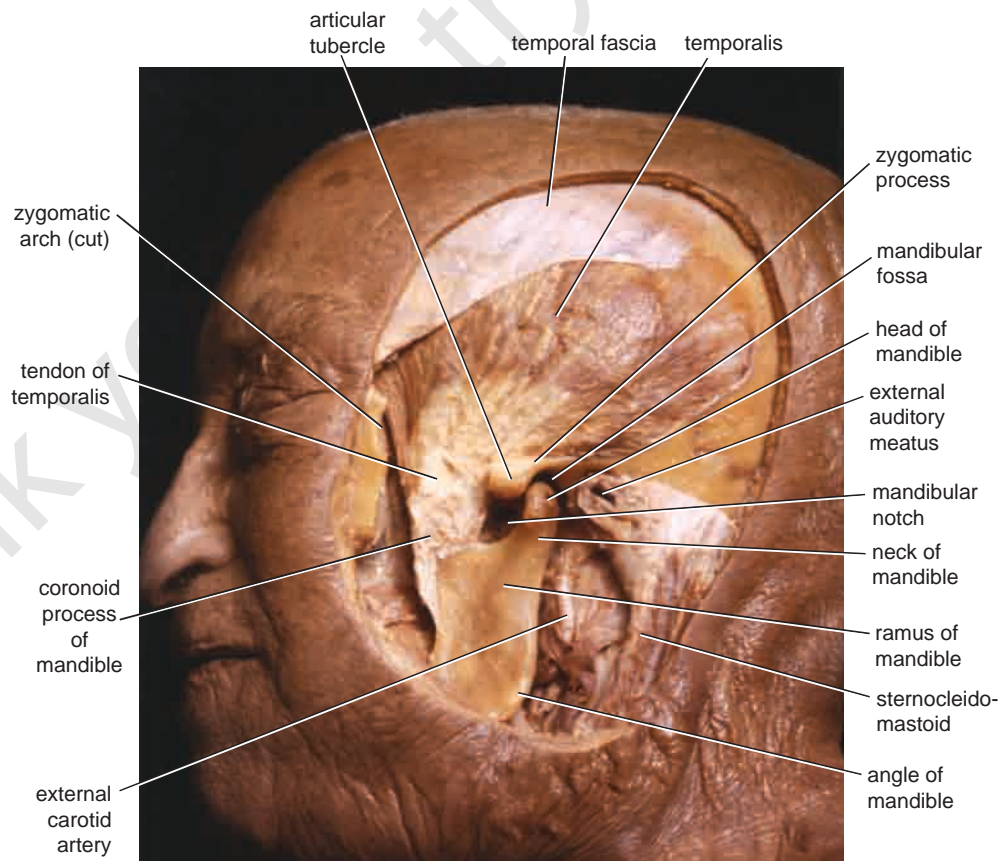 articular
tubercle
temporal fascia
temporalis
zygomatic
process
zygomatic
arch (cut)
mandibular
fossa
head of
mandible
tendon of
temporalis
external
auditory
meatus
mandibular
notch
neck of
mandible
coronoid
process
of
mandible
ramus of
mandible
sternocleido-
mastoid
angle of
mandible
external
carotid
artery